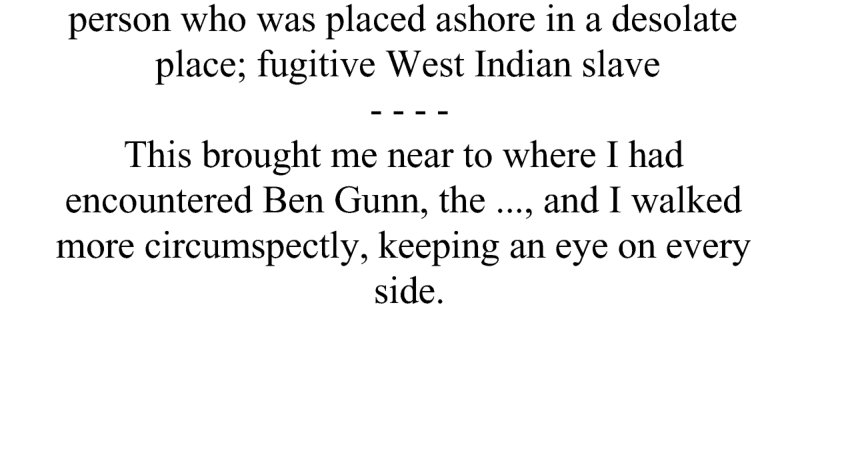 person who was placed ashore in a desolate
place; fugitive West Indian slave
- - - -
This brought me near to where I had
encountered Ben Gunn, the ..., and I walked
more circumspectly, keeping an eye on every
side.